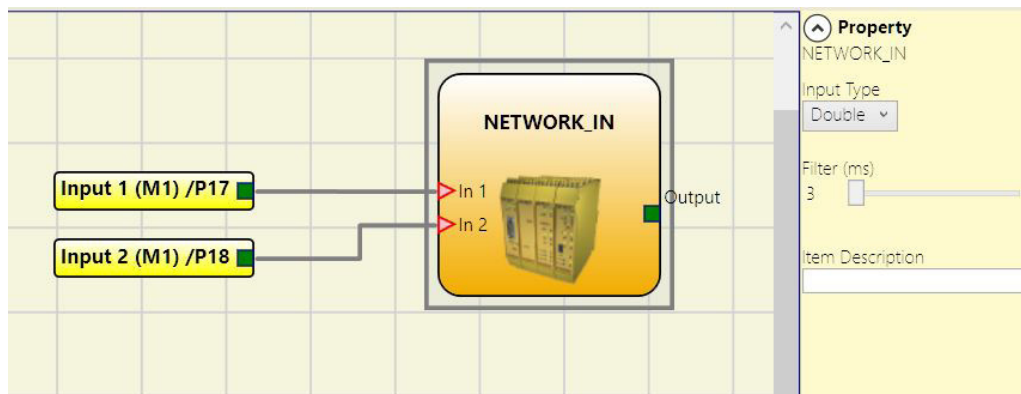 NETWORK_IN
Input 1 (M1) /P17
In 1
Output
In 2
Input 2 (M1) /P18
Property
NETWORK_IN
Input Type
Double
Filter (ms)
3
Item Description